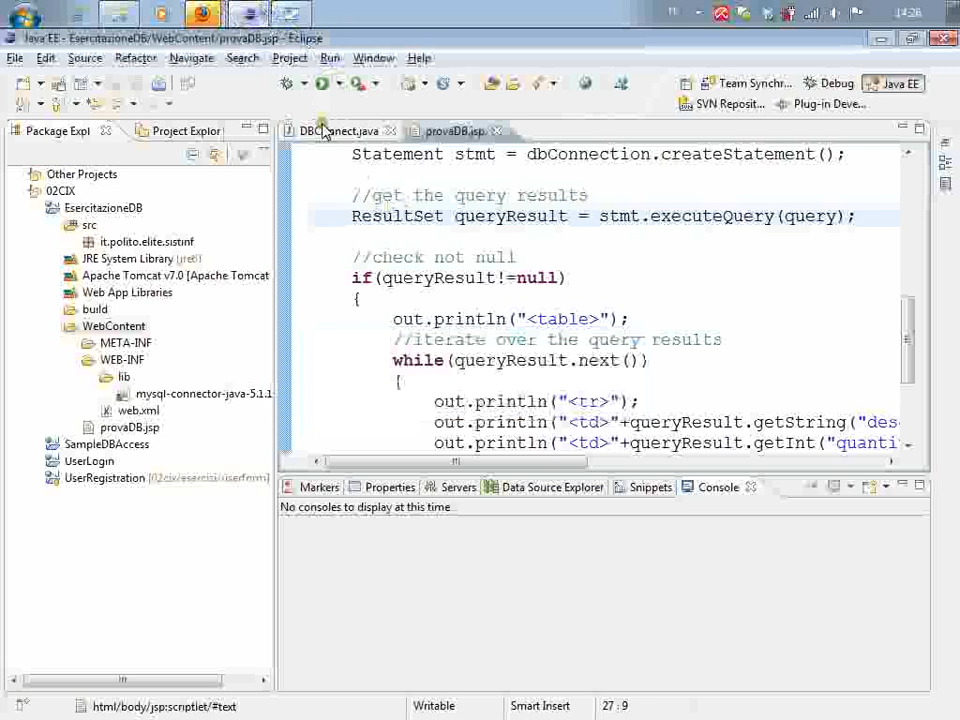 14:26
Java EE - EsercitazioneDB/WebContent/provaDB.jsp - Eclipse
File Edit Source Refactor Navigate Search Project Run Window Help
Team Synchr... Debug Java EE
SVN Reposit... Plug-in Deve...
Package Expl Project Explor
DBConnect.java provaDB.jsp
Other Projects
02CIX
EsercitazioneDB
src
it.polito.elite.sistinf
JRE System Library [jre6]
Apache Tomcat v7.0 [Apache Tomcat
Web App Libraries
build
WebContent
META-INF
WEB-INF
lib
mysql-connector-java-5.1.1
web.xml
provaDB.jsp
SampleDBAccess
UserLogin
UserRegistration [02cix/esercizi/userform]
Statement stmt = dbConnection.createStatement();
//get the query results
ResultSet queryResult = stmt.executeQuery(query);
//check not null
if(queryResult!=null)
{
out.println("<table>");
//iterate over the query results
while(queryResult.next())
{
out.println("<tr>");
out.println("<td>"+queryResult.getString("des
out.println("<td>"+queryResult.getInt("quanti
Markers Properties Servers Data Source Explorer Snippets Console
No consoles to display at this time.
html/body/jsp:scriptlet/#text Writable Smart Insert 27 : 9